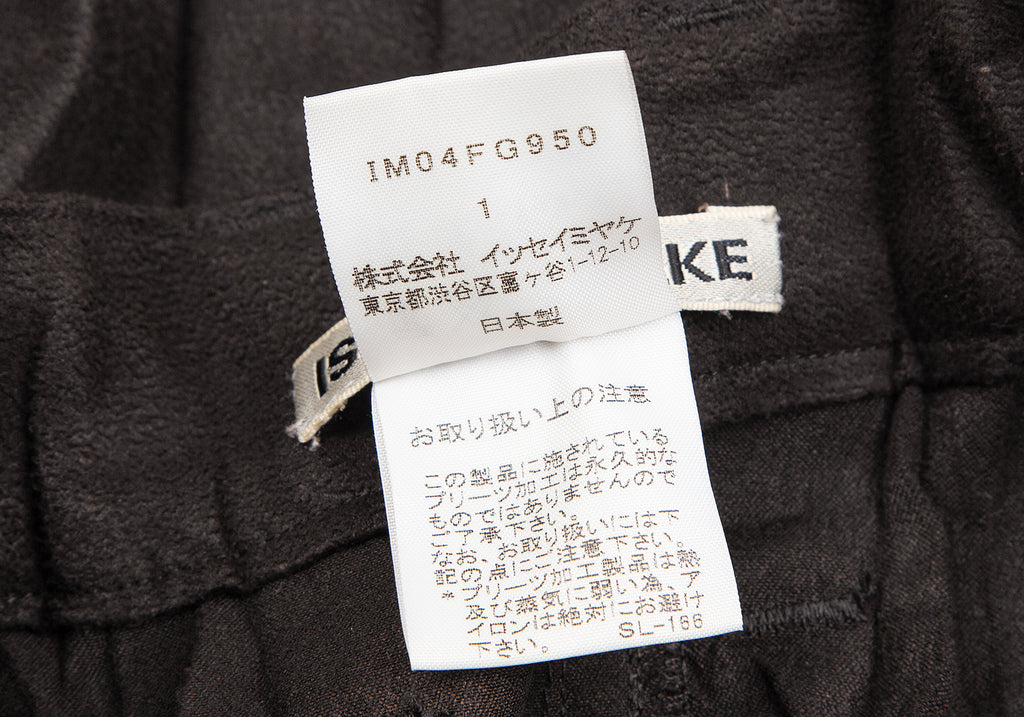 IM04FG950
1
株式会社 イッセイミヤケ
東京都渋谷区富ヶ谷1-12-10
日本製
IS
KE
お取り扱い上の注意
この製品に施されている
プリーツ加工は永久的な
ものではありませんので
ご了承下さい。
なお、お取り扱いには下
記の点にご注意下さい。
*プリーツ加工製品は熱
及び蒸気に弱い為、ア
イロンは絶対にお避け
下さい。
SL-166